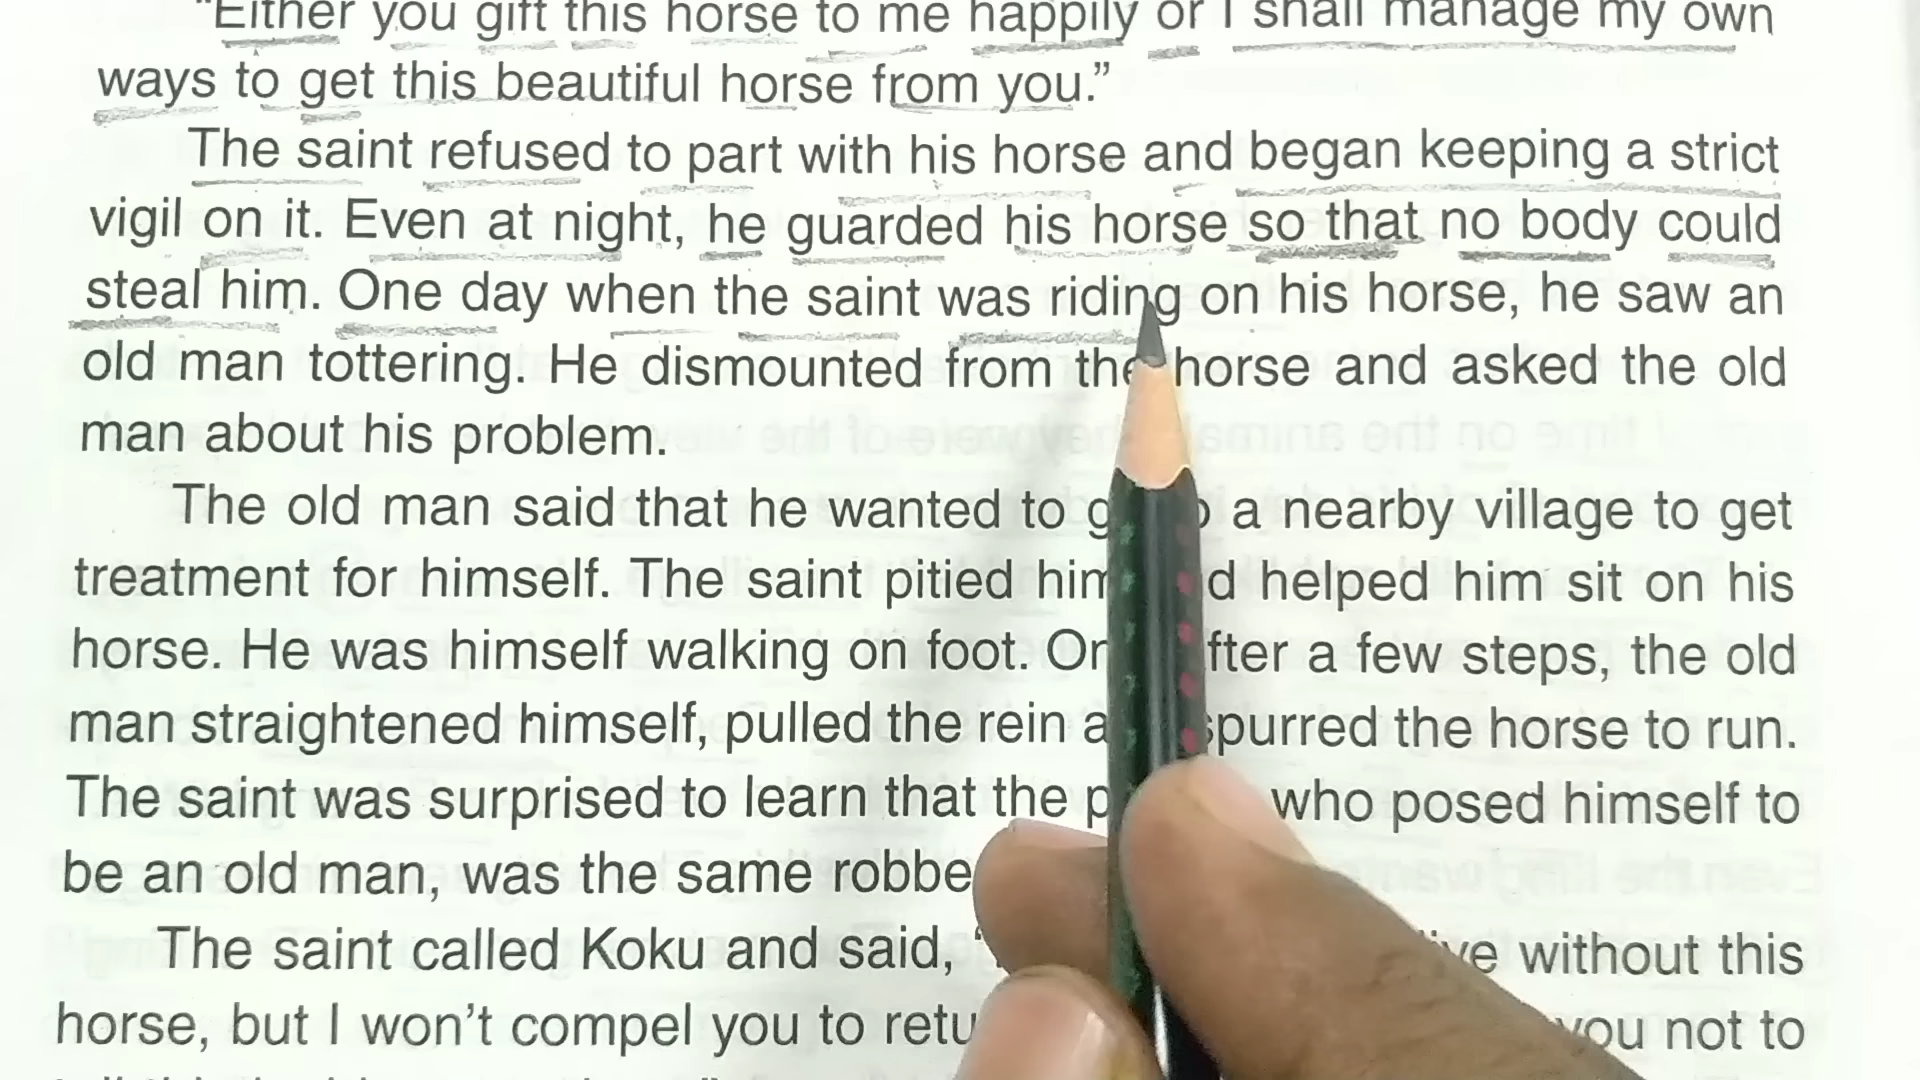 "Either you gift this horse to me happily or I shall manage my own
ways to get this beautiful horse from you."
The saint refused to part with his horse and began keeping a strict
vigil on it. Even at night, he guarded his horse so that no body could
steal him. One day when the saint was riding on his horse, he saw an
old man tottering. He dismounted from the horse and asked the old
man about his problem.
The old man said that he wanted to a nearby village to get
treatment for himself. The saint pitied him helped him sit on his
horse. He was himself walking on foot. after a few steps, the old
man straightened himself, pulled the rein spurred the horse to run.
The saint was surprised to learn that the who posed himself to
be an old man, was the same
The saint called Koku and said, without this
horse, but I won't compel you to you not to